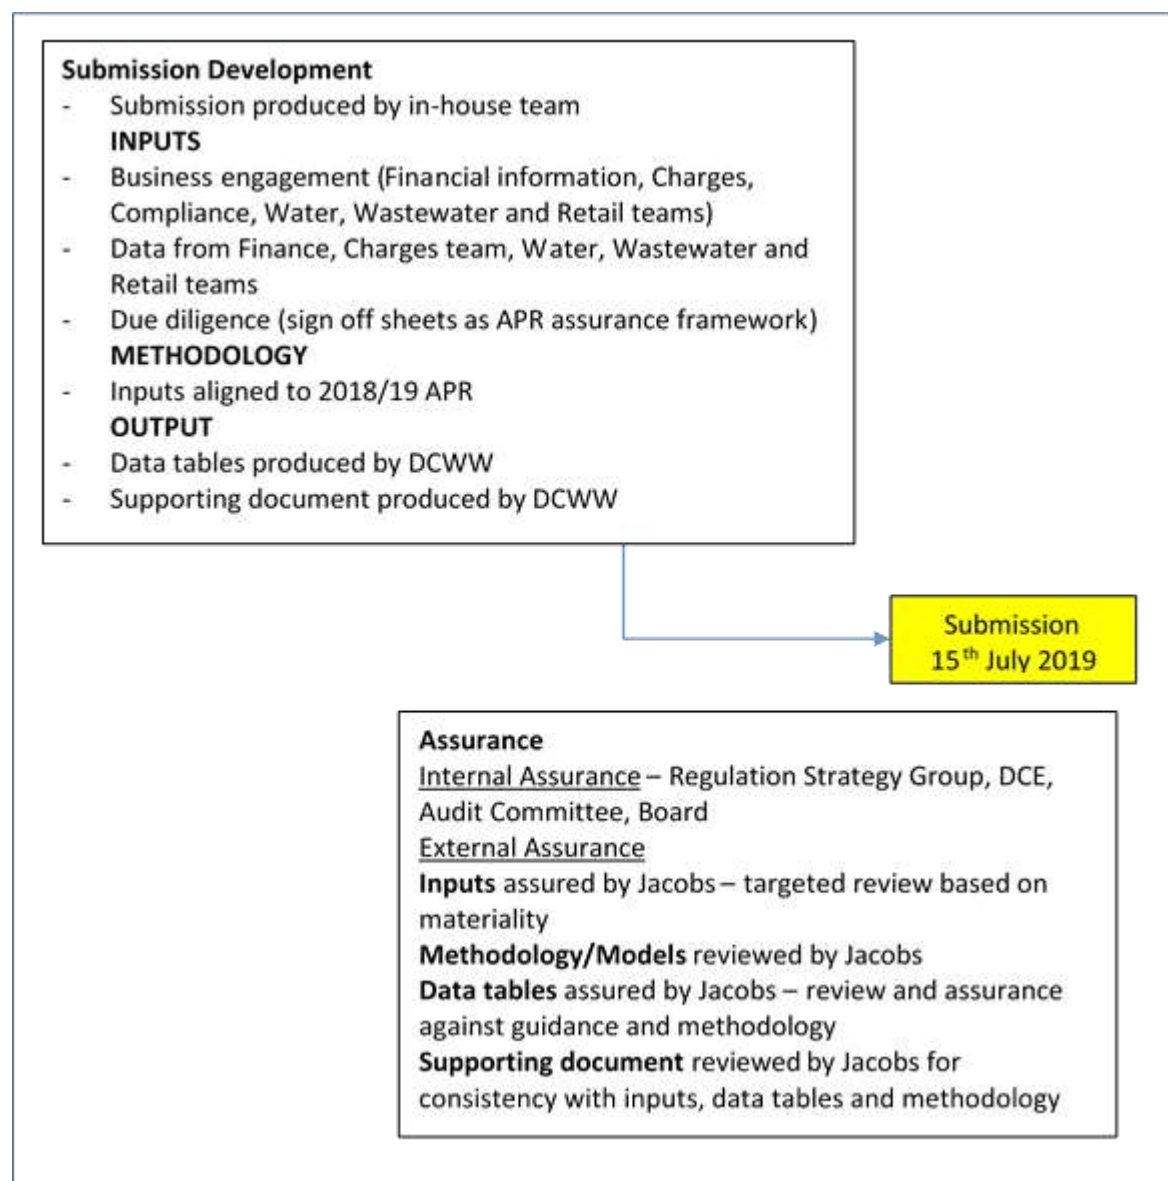 Submission Development
- Submission produced by in-house team
INPUTS
- Business engagement (Financial information, Charges,
Compliance, Water, Wastewater and Retail teams)
- Data from Finance, Charges team, Water, Wastewater and
Retail teams
- Due diligence (sign off sheets as APR assurance framework)
METHODOLOGY
- Inputs aligned to 2018/19 APR
OUTPUT
- Data tables produced by DCWW
- Supporting document produced by DCWW
Submission
15th July 2019
Assurance
Internal Assurance – Regulation Strategy Group, DCE,
Audit Committee, Board
External Assurance
Inputs assured by Jacobs – targeted review based on
materiality
Methodology/Models reviewed by Jacobs
Data tables assured by Jacobs – review and assurance
against guidance and methodology
Supporting document reviewed by Jacobs for
consistency with inputs, data tables and methodology